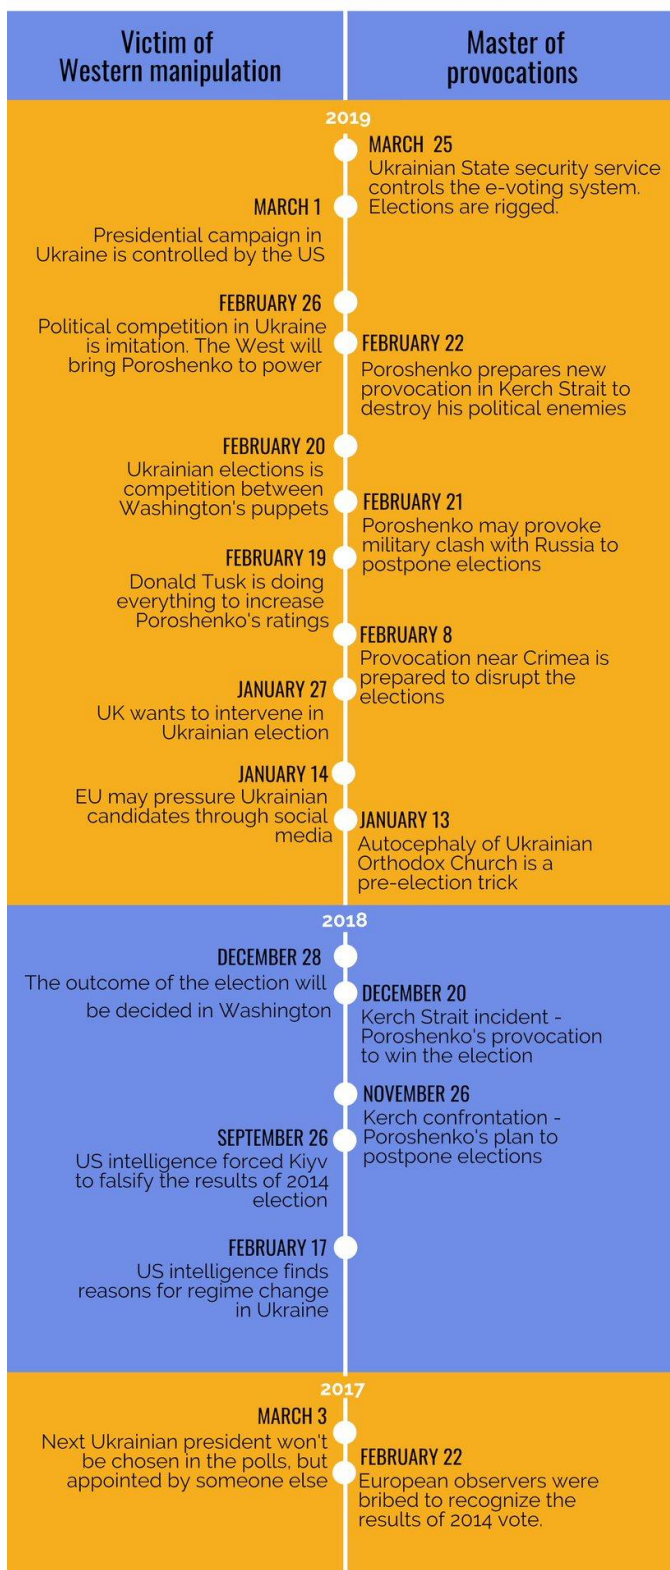 Victim of
Western manipulation
Master of
provocations
2019
MARCH 25
Ukrainian State security service
controls the e-voting system.
Elections are rigged.
MARCH 1
Presidential campaign in
Ukraine is controlled by the US
FEBRUARY 26
Political competition in Ukraine
is imitation. The West will
bring Poroshenko to power
FEBRUARY 22
Poroshenko prepares new
provocation in Kerch Strait to
destroy his political enemies
FEBRUARY 20
Ukrainian elections is
competition between
Washington's puppets
FEBRUARY 21
Poroshenko may provoke
military clash with Russia to
postpone elections
FEBRUARY 19
Donald Tusk is doing
everything to increase
Poroshenko's ratings
FEBRUARY 8
Provocation near Crimea is
prepared to disrupt the
elections
JANUARY 27
UK wants to intervene in
Ukrainian election
JANUARY 14
EU may pressure Ukrainian
candidates through social
media
JANUARY 13
Autocephaly of Ukrainian
Orthodox Church is a
pre-election trick
2018
DECEMBER 28
The outcome of the election will
be decided in Washington
DECEMBER 20
Kerch Strait incident -
Poroshenko's provocation
to win the election
NOVEMBER 26
Kerch confrontation -
Poroshenko's plan to
postpone elections
SEPTEMBER 26
US intelligence forced Kiyv
to falsify the results of 2014
election
FEBRUARY 17
US intelligence finds
reasons for regime change
in Ukraine
2017
MARCH 3
Next Ukrainian president won't
be chosen in the polls, but
appointed by someone else
FEBRUARY 22
European observers were
bribed to recognize the
results of 2014 vote.